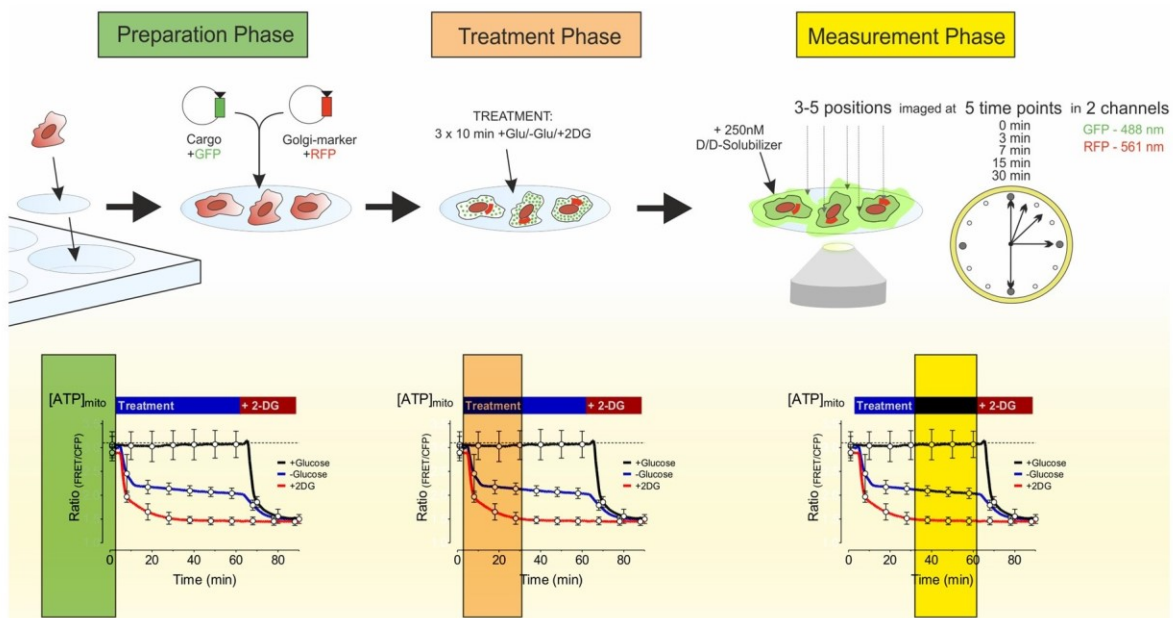 Preparation Phase
Treatment Phase
Measurement Phase
Cargo
+GFP
Golgi-marker
+RFP
TREATMENT:
3 x 10 min +Glu/-Glu/+2DG
+ 250nM
D/D-Solubilizer
3-5 positions imaged at 5 time points in 2 channels
0 min
3 min
7 min
15 min
30 min
GFP - 488 nm
RFP - 561 nm
[ATP]mito
Treatment
+ 2-DG
Ratio (FRET/CFP)
+Glucose
-Glucose
+2DG
0 20 40 60 80
Time (min)
[ATP]mito
Treatment
+ 2-DG
Ratio (FRET/CFP)
+Glucose
-Glucose
+2DG
0 20 40 60 80
Time (min)
[ATP]mito
Treatment
+ 2-DG
Ratio (FRET/CFP)
+Glucose
-Glucose
+2DG
0 20 40 60 80
Time (min)